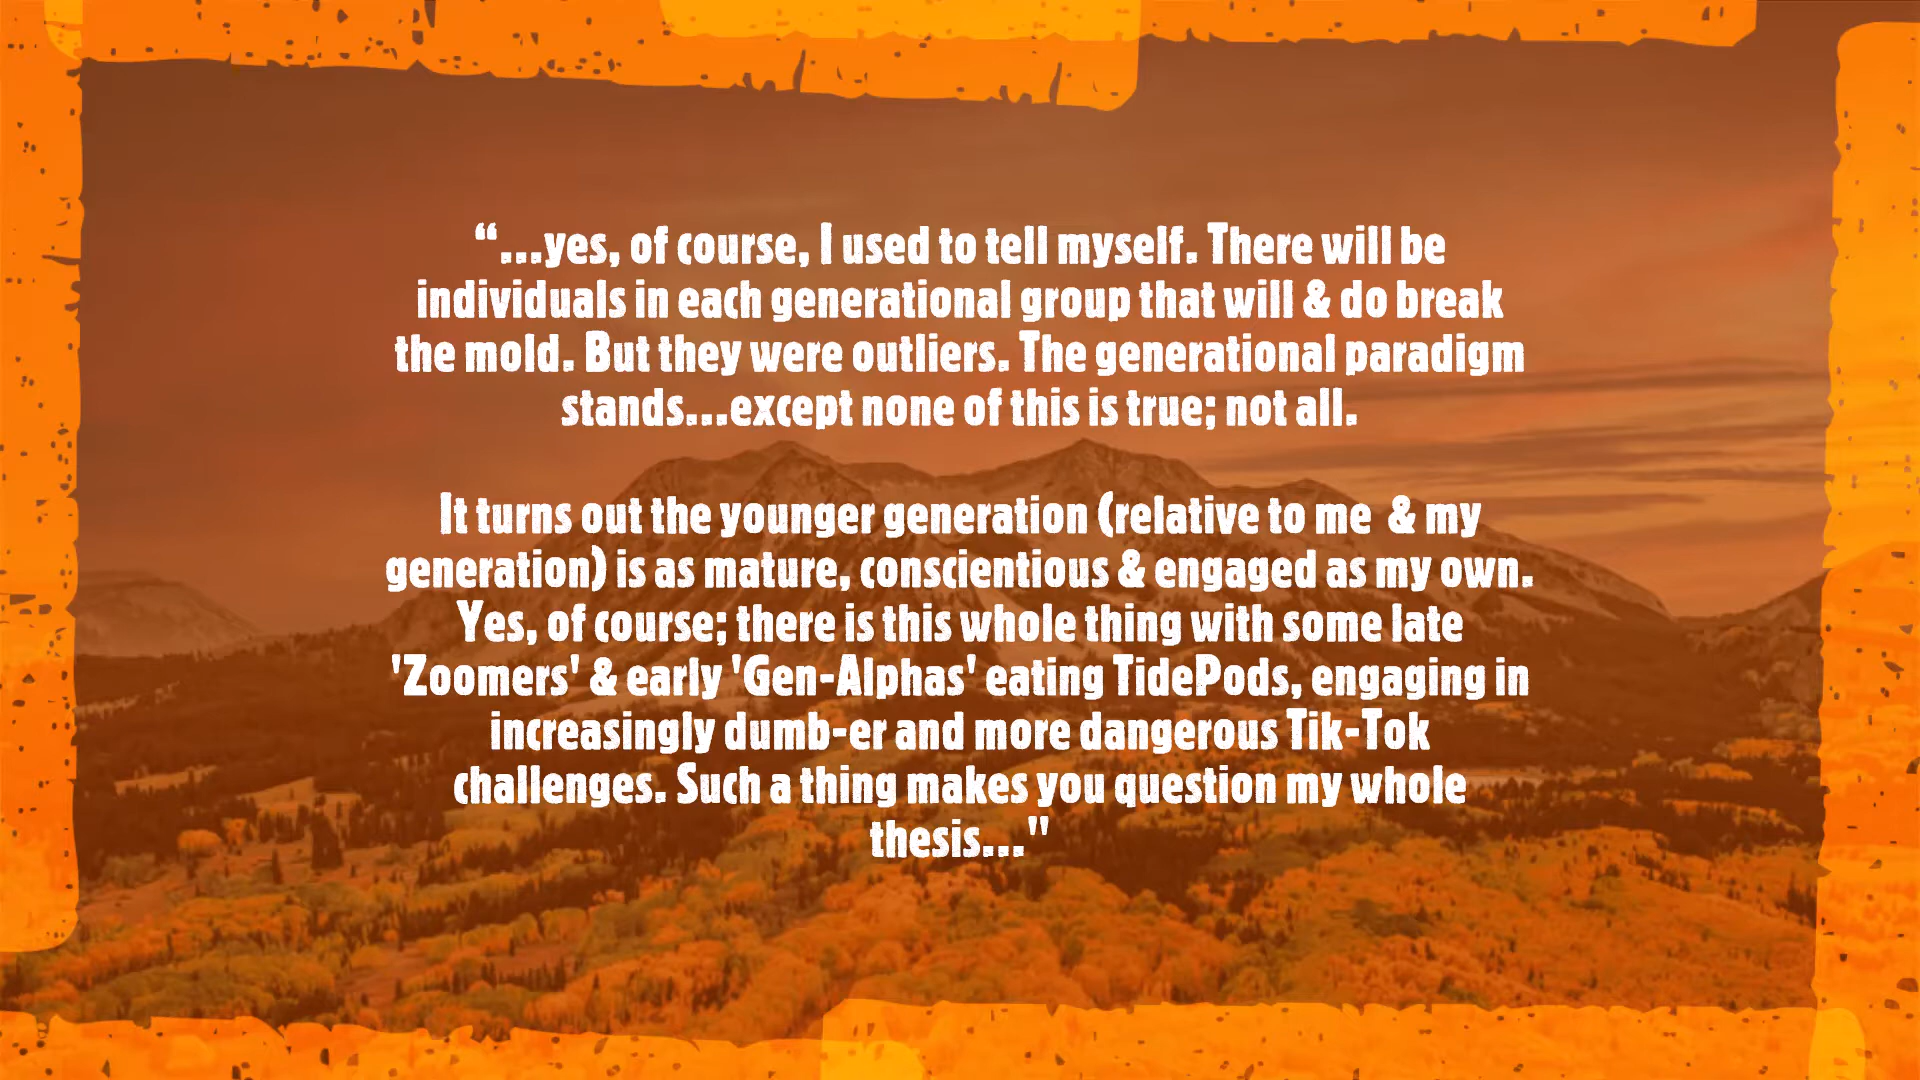 “...yes, of course, I used to tell myself. There will be
individuals in each generational group that will & do break
the mold. But they were outliers. The generational paradigm
stands...except none of this is true; not all.
It turns out the younger generation (relative to me & my
generation) is as mature, conscientious & engaged as my own.
Yes, of course; there is this whole thing with some late
'Zoomers' & early 'Gen-Alphas' eating TidePods, engaging in
increasingly dumb-er and more dangerous Tik-Tok
challenges. Such a thing makes you question my whole
thesis..."